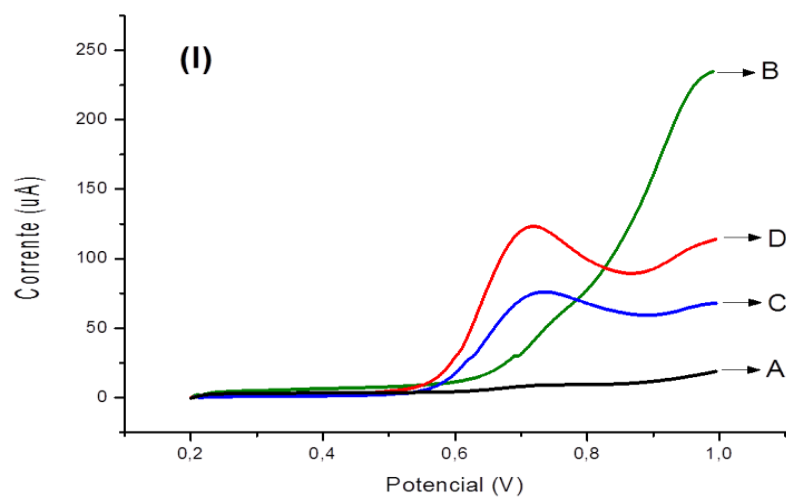 (I)
250
200
150
100
50
0
Corrente (uA)
B
D
C
A
0,2 0,4 0,6 0,8 1,0
Potencial (V)